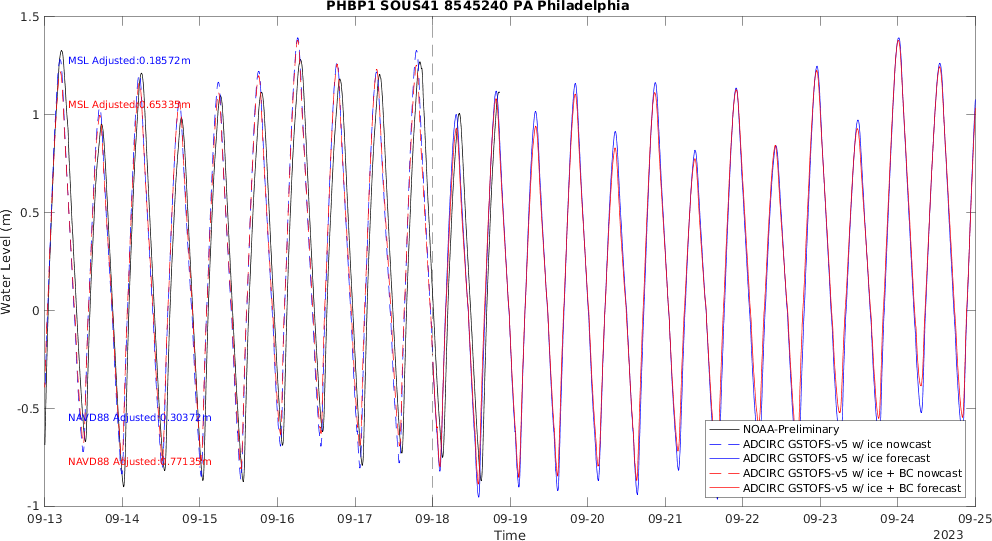 PHBP1 SOUS41 8545240 PA Philadelphia
1.5
1
0.5
0
-0.5
-1
Water Level (m)
MSL Adjusted:0.18572m
MSL Adjusted:0.65335m
NAVD88 Adjusted:0.30372m
NAVD88 Adjusted:0.77135m
NOAA-Preliminary
ADCIRC GSTOFS-v5 w/ ice nowcast
ADCIRC GSTOFS-v5 w/ ice forecast
ADCIRC GSTOFS-v5 w/ ice + BC nowcast
ADCIRC GSTOFS-v5 w/ ice + BC forecast
09-13 09-14 09-15 09-16 09-17 09-18 09-19 09-20 09-21 09-22 09-23 09-24 09-25
Time
2023